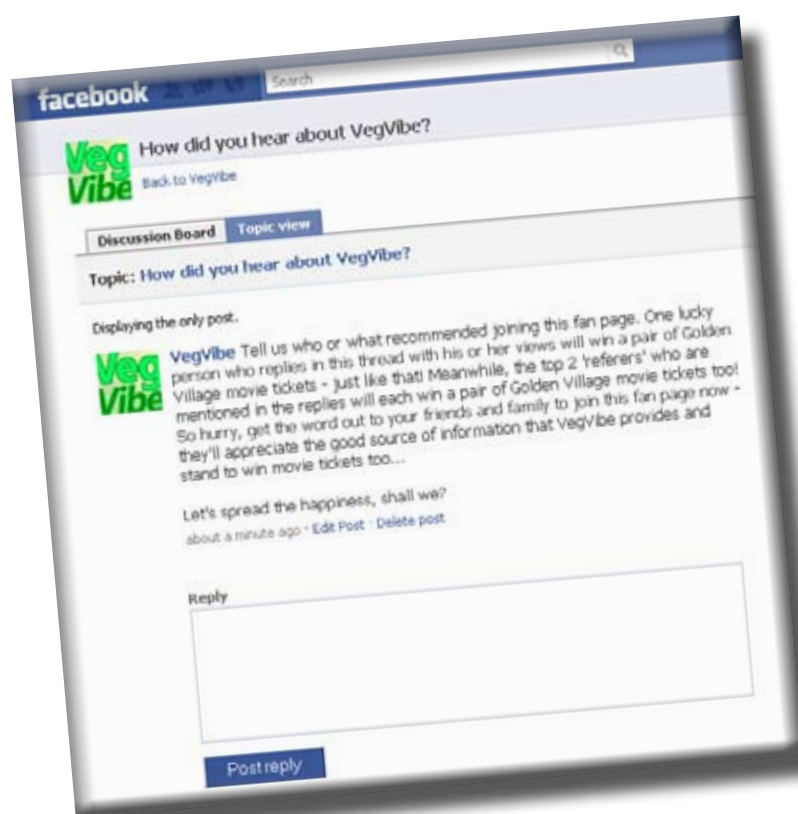 facebook
Search
Veg
Vibe
How did you hear about VegVibe?
Back to VegVibe
Discussion Board
Topic view
Topic: How did you hear about VegVibe?
Displaying the only post.
Veg
Vibe
VegVibe Tell us who or what recommended joining this fan page. One lucky
person who replies in this thread with his or her views will win a pair of Golden
Village movie tickets - just like that! Meanwhile, the top 2 'referers' who are
mentioned in the replies will each win a pair of Golden Village movie tickets too!
So hurry, get the word out to your friends and family to join this fan page now -
they'll appreciate the good source of information that VegVibe provides and
stand to win movie tickets too...
Let's spread the happiness, shall we?
about a minute ago · Edit Post · Delete post
Reply
Post reply